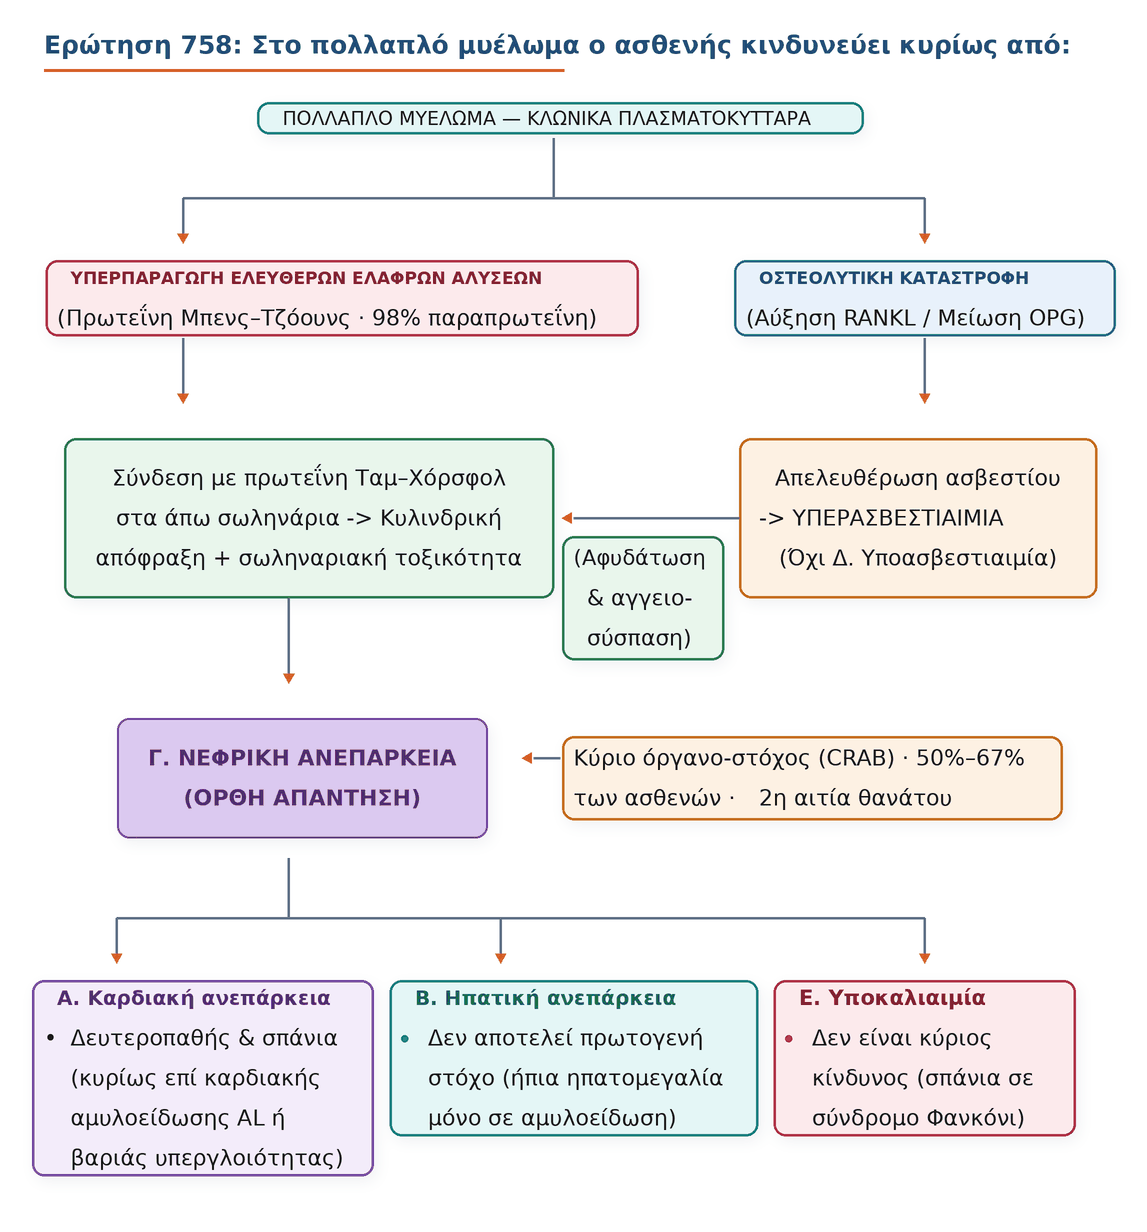 Ερώτηση 758: Στο πολλαπλό μυέλωμα ο ασθενής κινδυνεύει κυρίως από:
ΠΟΛΛΑΠΛΟ ΜΥΕΛΩΜΑ — ΚΛΩΝΙΚΑ ΠΛΑΣΜΑΤΟΚΥΤΤΑΡΑ
ΥΠΕΡΠΑΡΑΓΩΓΗ ΕΛΕΥΘΕΡΩΝ ΕΛΑΦΡΩΝ ΑΛΥΣΕΩΝ
(Πρωτεΐνη Μπενς–Τζόουνς · 98% παραπρωτεΐνη)
ΟΣΤΕΟΛΥΤΙΚΗ ΚΑΤΑΣΤΡΟΦΗ
(Αύξηση RANKL / Μείωση OPG)
Σύνδεση με πρωτεΐνη Ταμ–Χόρσφολ
στα άπω σωληνάρια -> Κυλινδρική
απόφραξη + σωληναριακή τοξικότητα
Απελευθέρωση ασβεστίου
-> ΥΠΕΡΑΣΒΕΣΤΙΑΙΜΙΑ
(Όχι Δ. Υποασβεστιαιμία)
(Αφυδάτωση
& αγγειο-
σύσπαση)
Γ. ΝΕΦΡΙΚΗ ΑΝΕΠΑΡΚΕΙΑ
(ΟΡΘΗ ΑΠΑΝΤΗΣΗ)
Κύριο όργανο-στόχος (CRAB) · 50%–67%
των ασθενών · 2η αιτία θανάτου
Α. Καρδιακή ανεπάρκεια
• Δευτεροπαθής & σπάνια
(κυρίως επί καρδιακής
αμυλοείδωσης AL ή
βαριάς υπεργλοιότητας)
Β. Ηπατική ανεπάρκεια
• Δεν αποτελεί πρωτογενή
στόχο (ήπια ηπατομεγαλία
μόνο σε αμυλοείδωση)
Ε. Υποκαλιαιμία
• Δεν είναι κύριος
κίνδυνος (σπάνια σε
σύνδρομο Φανκόνι)